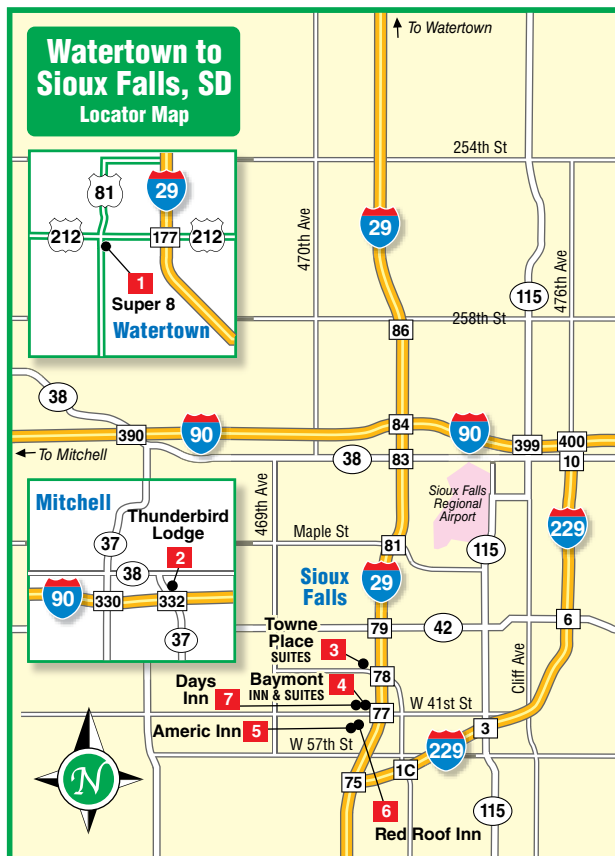 Watertown to
Sioux Falls, SD
Locator Map
To Watertown
254th St
470th Ave
29
476th Ave
115
258th St
86
81
29
212
177
212
1
Super 8
Watertown
38
390
90
84
90
399
400
To Mitchell
38
83
10
469th Ave
Sioux Falls
Regional
Airport
Mitchell
Thunderbird
Lodge
2
37
38
90
330
332
37
Maple St
81
115
229
Sioux
Falls
29
79
42
6
Towne
Place
SUITES
3
78
Cliff Ave
Days
Inn
7
Baymont
INN & SUITES
4
77
W 41st St
Americ Inn
5
W 57th St
3
229
75
1C
6
Red Roof Inn
115
N